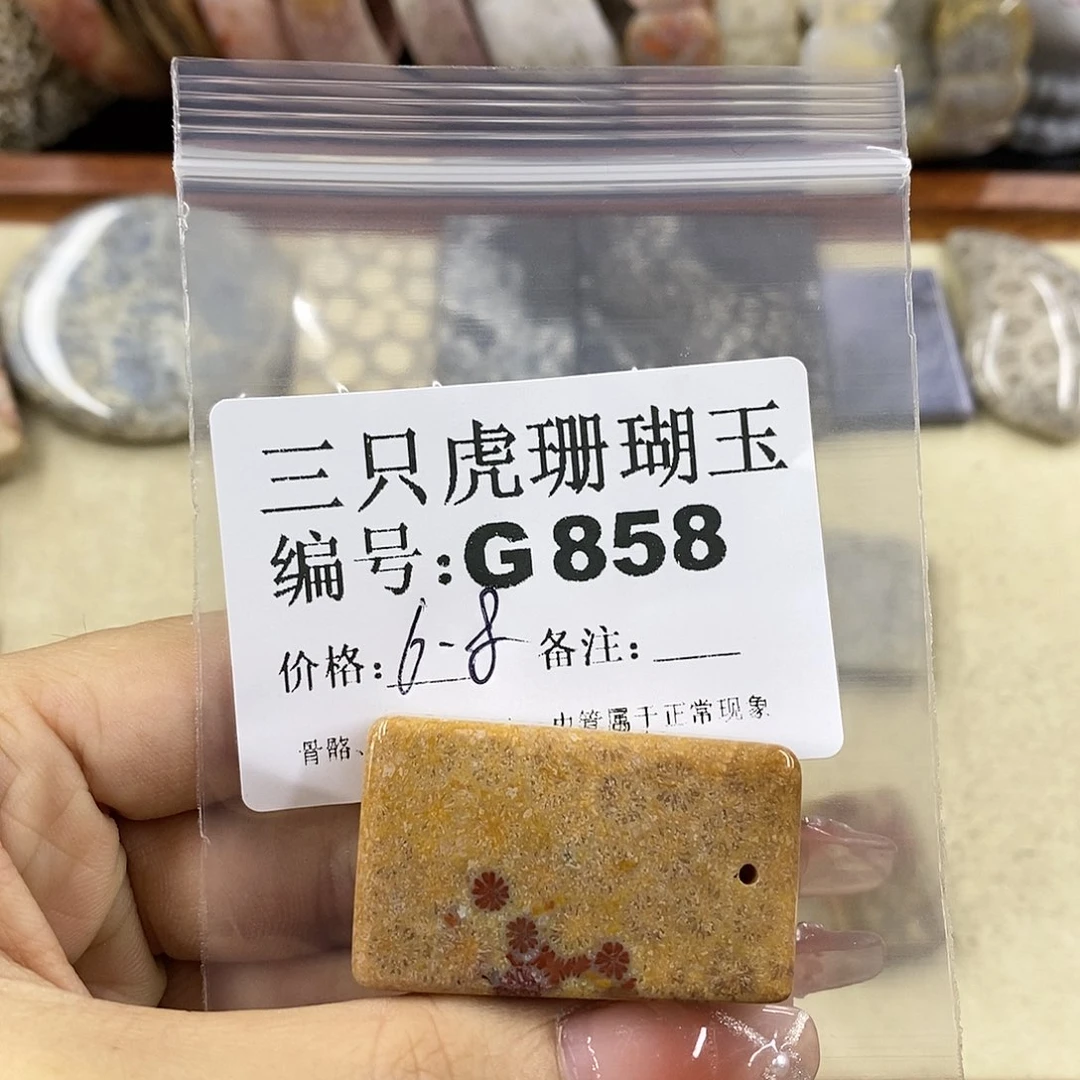 三只虎珊瑚玉
编号:G858
价格:6-8 备注:
虫管属于正常现象
骨骼、